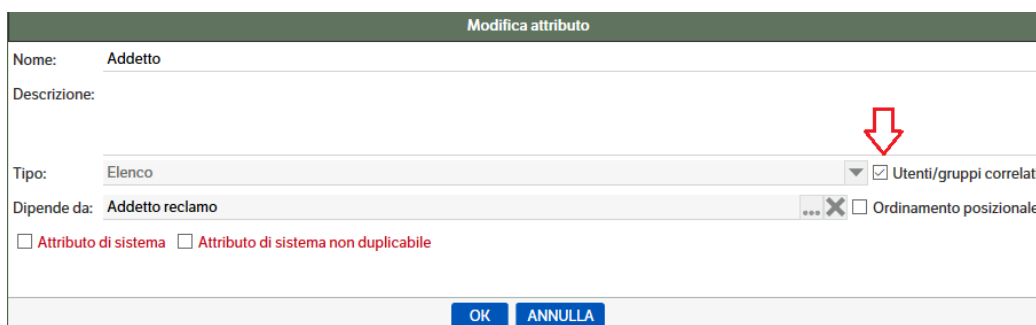 Modifica attributo
Nome: Addetto
Descrizione:
Tipo: Elenco Utenti/gruppi correlat
Dipende da: Addetto reclamo ... Ordinamento posizionale
Attributo di sistema Attributo di sistema non duplicabile
OK ANNULLA